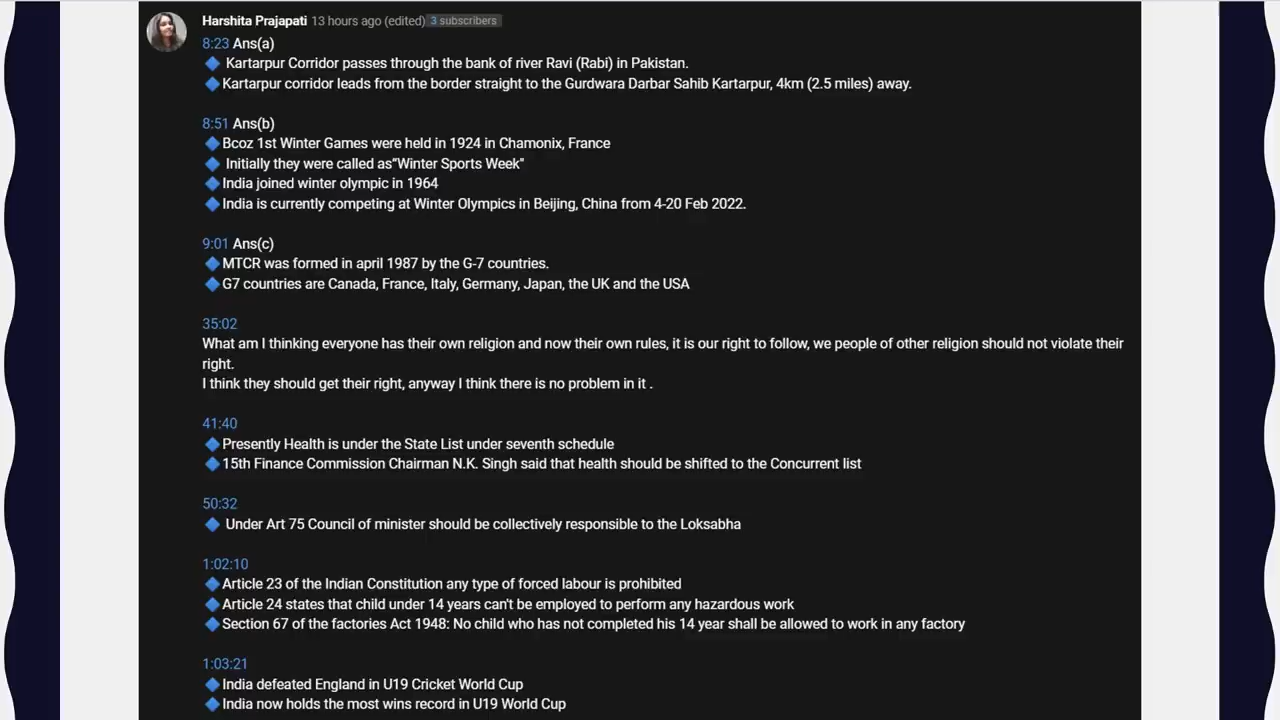 Harshita Prajapati 13 hours ago (edited) 3 subscribers
8:23 Ans(a)
🔷 Kartarpur Corridor passes through the bank of river Ravi (Rabi) in Pakistan.
🔷Kartarpur corridor leads from the border straight to the Gurdwara Darbar Sahib Kartarpur, 4km (2.5 miles) away.
8:51 Ans(b)
🔷Bcoz 1st Winter Games were held in 1924 in Chamonix, France
🔷 Initially they were called as“Winter Sports Week”
🔷India joined winter olympic in 1964
🔷India is currently competing at Winter Olympics in Beijing, China from 4-20 Feb 2022.
9:01 Ans(c)
🔷MTCR was formed in april 1987 by the G-7 countries.
🔷G7 countries are Canada, France, Italy, Germany, Japan, the UK and the USA
35:02
What am I thinking everyone has their own religion and now their own rules, it is our right to follow, we people of other religion should not violate their
right.
I think they should get their right, anyway I think there is no problem in it .
41:40
🔷Presently Health is under the State List under seventh schedule
🔷15th Finance Commission Chairman N.K. Singh said that health should be shifted to the Concurrent list
50:32
🔷 Under Art 75 Council of minister should be collectively responsible to the Loksabha
1:02:10
🔷Article 23 of the Indian Constitution any type of forced labour is prohibited
🔷Article 24 states that child under 14 years can't be employed to perform any hazardous work
🔷Section 67 of the factories Act 1948: No child who has not completed his 14 year shall be allowed to work in any factory
1:03:21
🔷India defeated England in U19 Cricket World Cup
🔷India now holds the most wins record in U19 World Cup